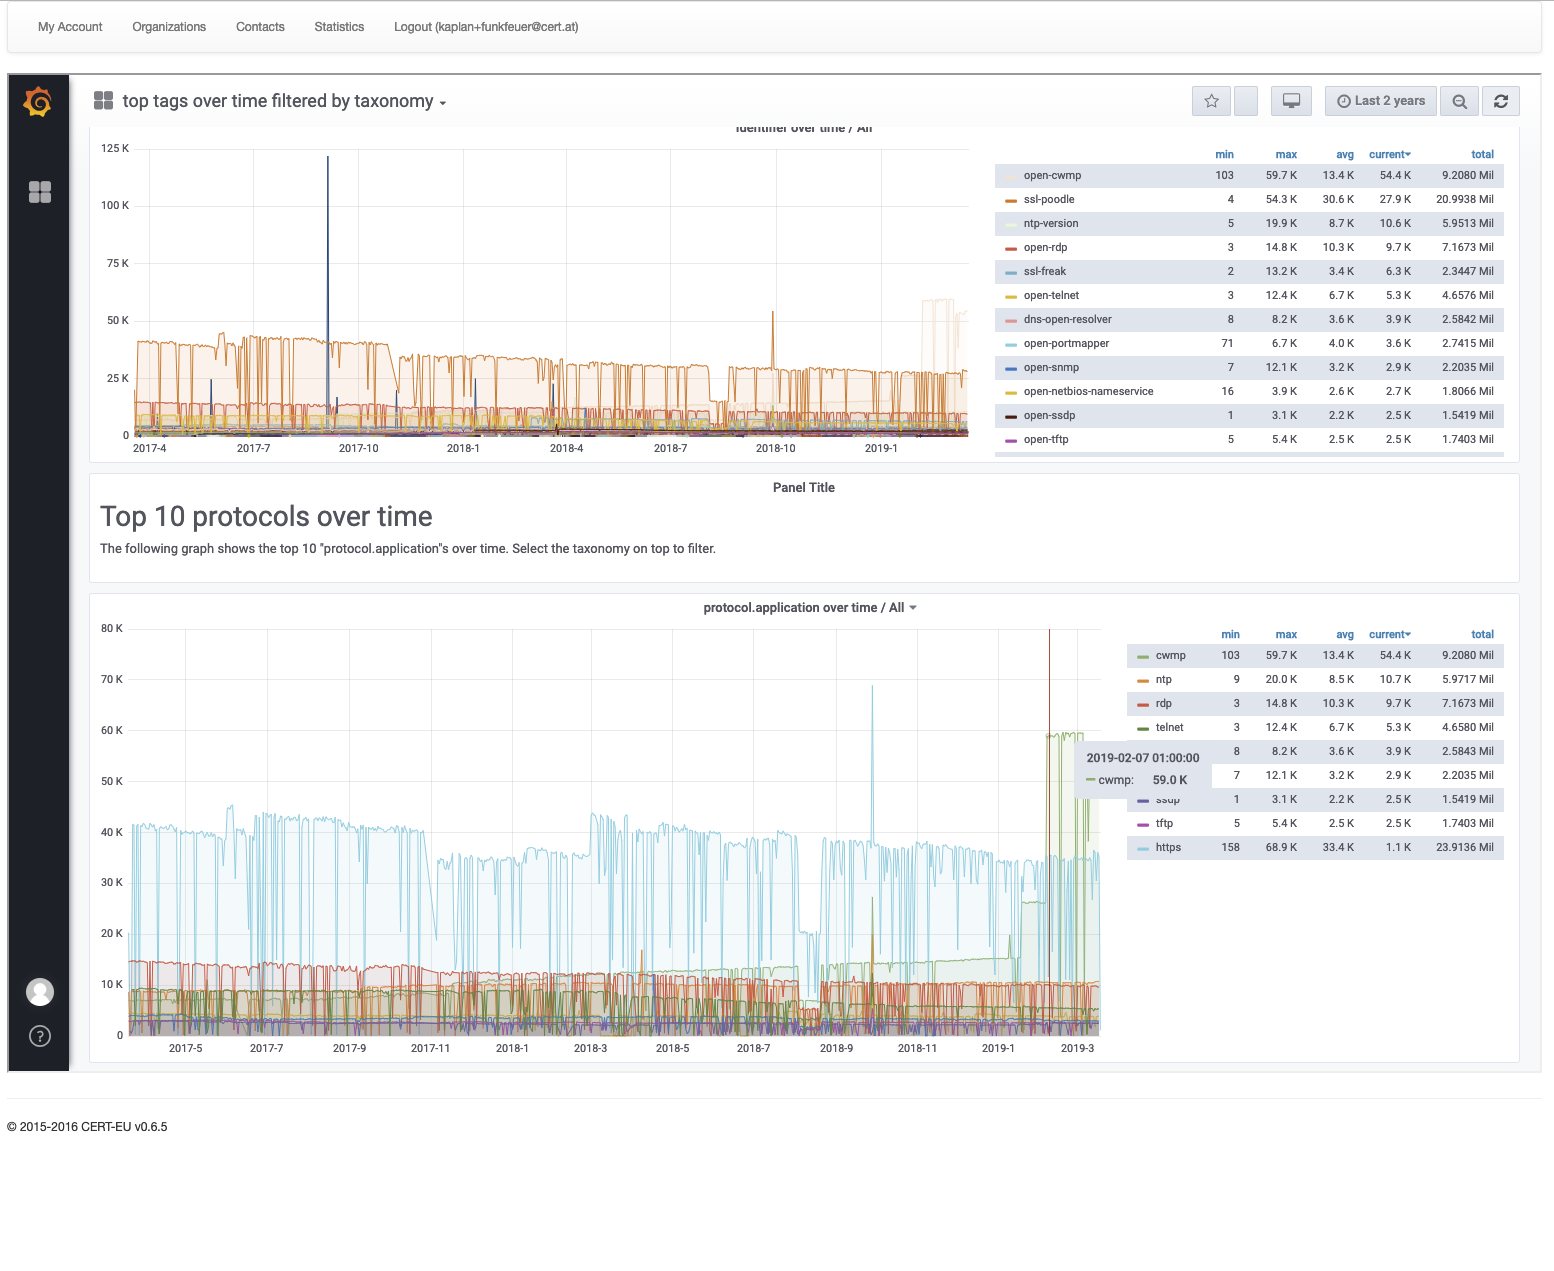 My Account Organizations Contacts Statistics Logout (kaplan+funkfeuer@cert.at)
top tags over time filtered by taxonomy
Last 2 years
Identifier over time / All
125 K
100 K
75 K
50 K
25 K
0
2017-4 2017-7 2017-10 2018-1 2018-4 2018-7 2018-10 2019-1
min max avg current total
open-cwmp 103 59.7 K 13.4 K 54.4 K 9.2080 Mil
ssl-poodle 4 54.3 K 30.6 K 27.9 K 20.9938 Mil
ntp-version 5 19.9 K 8.7 K 10.6 K 5.9513 Mil
open-rdp 3 14.8 K 10.3 K 9.7 K 7.1673 Mil
ssl-freak 2 13.2 K 3.4 K 6.3 K 2.3447 Mil
open-telnet 3 12.4 K 6.7 K 5.3 K 4.6576 Mil
dns-open-resolver 8 8.2 K 3.6 K 3.9 K 2.5842 Mil
open-portmapper 71 6.7 K 4.0 K 3.6 K 2.7415 Mil
open-snmp 7 12.1 K 3.2 K 2.9 K 2.2035 Mil
open-netbios-nameservice 16 3.9 K 2.6 K 2.7 K 1.8066 Mil
open-ssdp 1 3.1 K 2.2 K 2.5 K 1.5419 Mil
open-tftp 5 5.4 K 2.5 K 2.5 K 1.7403 Mil
Panel Title
Top 10 protocols over time
The following graph shows the top 10 "protocol.application"s over time. Select the taxonomy on top to filter.
protocol.application over time / All
80 K
70 K
60 K
50 K
40 K
30 K
20 K
10 K
0
2017-5 2017-7 2017-9 2017-11 2018-1 2018-3 2018-5 2018-7 2018-9 2018-11 2019-1 2019-3
min max avg current total
cwmp 103 59.7 K 13.4 K 54.4 K 9.2080 Mil
ntp 9 20.0 K 8.5 K 10.7 K 5.9717 Mil
rdp 3 14.8 K 10.3 K 9.7 K 7.1673 Mil
telnet 3 12.4 K 6.7 K 5.3 K 4.6580 Mil
8 8.2 K 3.6 K 3.9 K 2.5843 Mil
7 12.1 K 3.2 K 2.9 K 2.2035 Mil
ssdp 1 3.1 K 2.2 K 2.5 K 1.5419 Mil
tftp 5 5.4 K 2.5 K 2.5 K 1.7403 Mil
https 158 68.9 K 33.4 K 1.1 K 23.9136 Mil
2019-02-07 01:00:00
cwmp: 59.0 K
?
© 2015-2016 CERT-EU v0.6.5